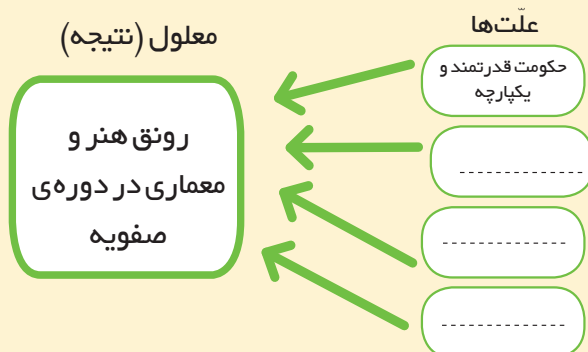 علّت‌ها
حکومت قدرتمند و
یکپارچه
--------------
--------------
--------------
معلول (نتیجه)
رونق هنر و
معماری در دوره‌ی
صفویه